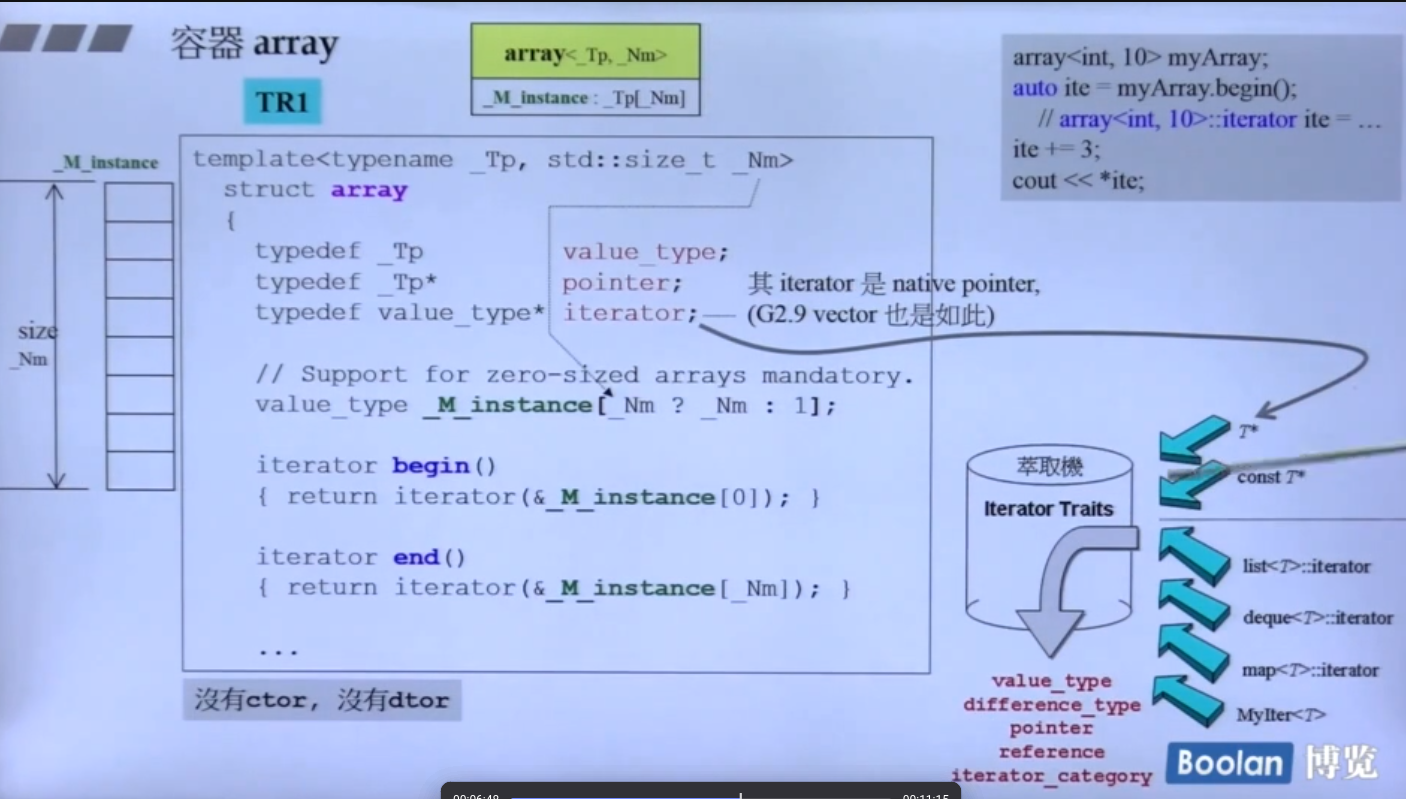 容器 array
TR1
array<_Tp, _Nm>
_M_instance : _Tp[_Nm]
array<int, 10> myArray;
auto ite = myArray.begin();
// array<int, 10>::iterator ite = …
ite += 3;
cout << *ite;
_M_instance
size
_Nm
template<typename _Tp, std::size_t _Nm>
struct array
{
typedef _Tp value_type;
typedef _Tp* pointer;
typedef value_type* iterator;
其 iterator 是 native pointer,
(G2.9 vector 也是如此)
// Support for zero-sized arrays mandatory.
value_type _M_instance[_Nm ? _Nm : 1];
iterator begin()
{ return iterator(&_M_instance[0]); }
iterator end()
{ return iterator(&_M_instance[_Nm]); }
...
沒有ctor, 沒有dtor
萃取機
Iterator Traits
T*
const T*
list<T>::iterator
deque<T>::iterator
map<T>::iterator
MyIter<T>
value_type
difference_type
pointer
reference
iterator_category
Boolan 博览
00:06:48
00:11:15